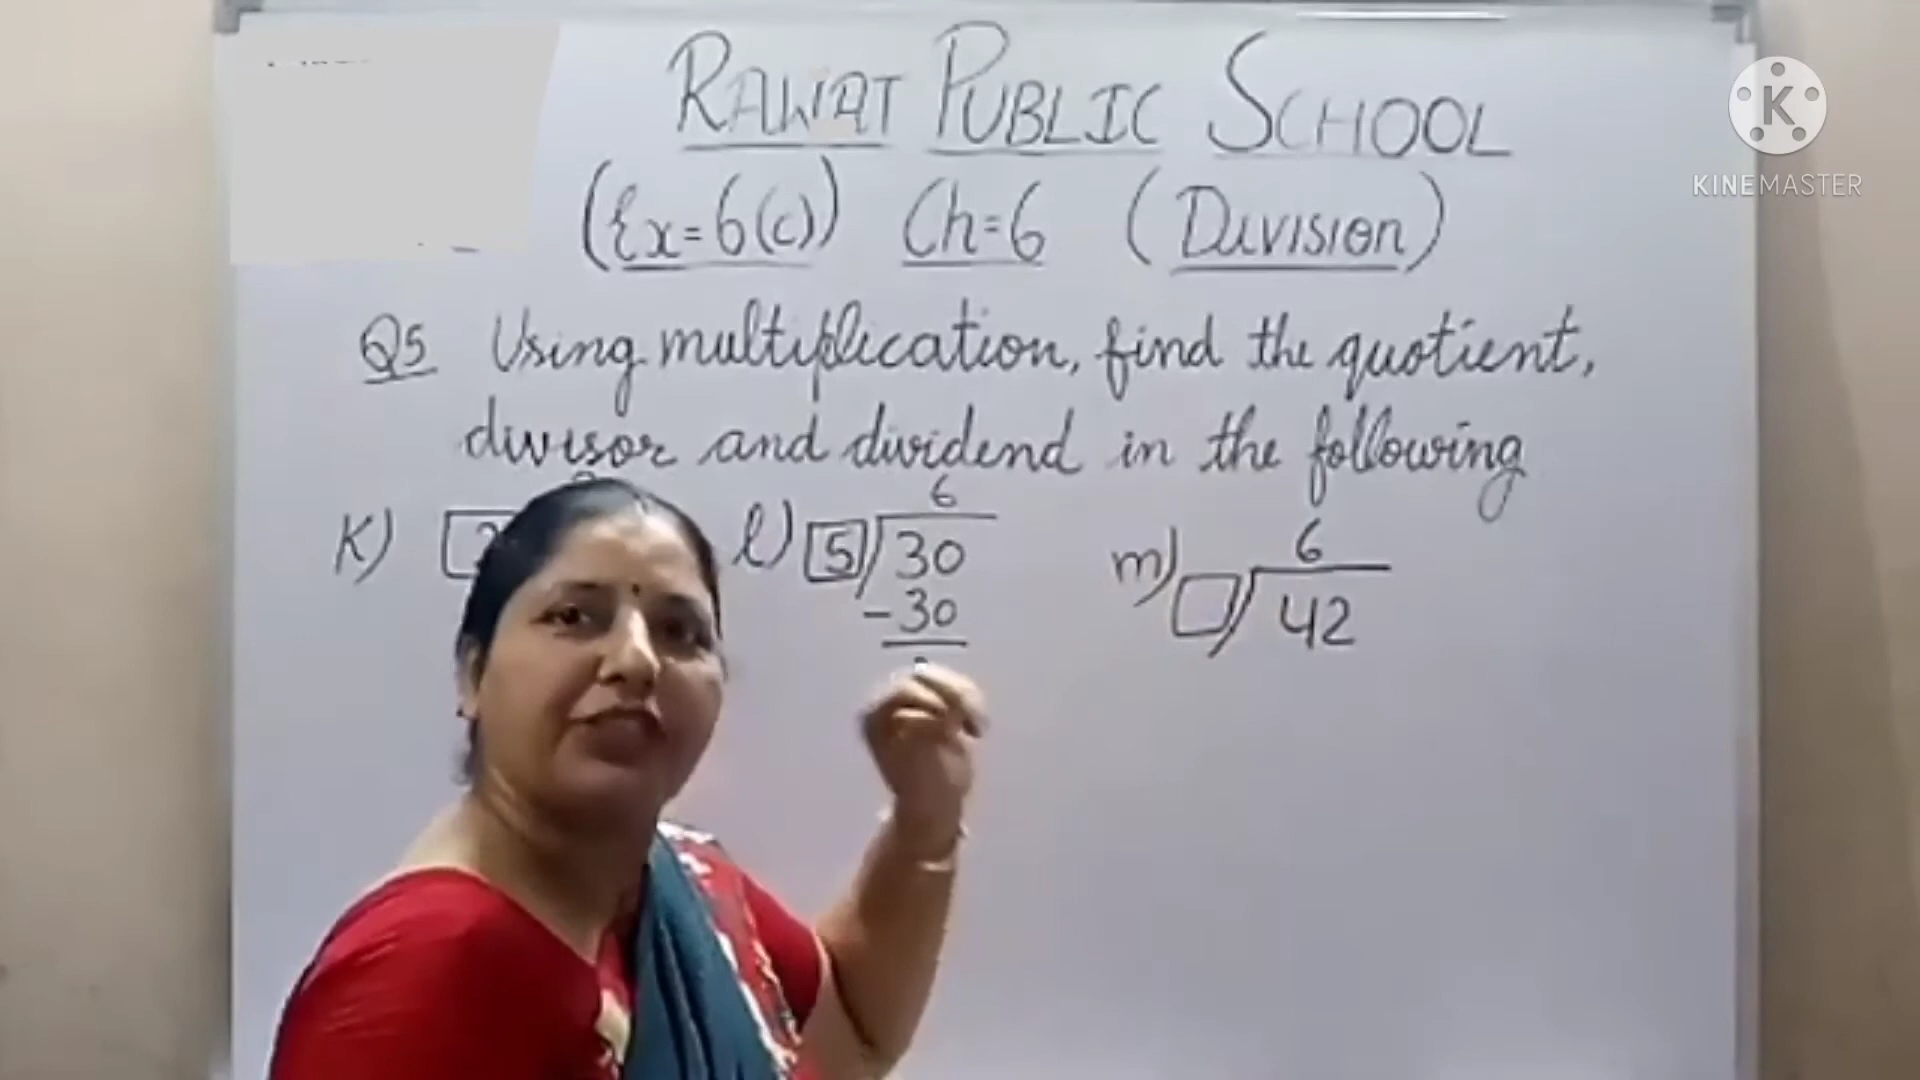 RAWAT PUBLIC SCHOOL
(Ex=6(c)) Ch=6 (Division)
Q5 Using multiplication, find the quotient,
divisor and dividend in the following
K)
l) 6
5 30
-30
m) 6
42
K
KINEMASTER